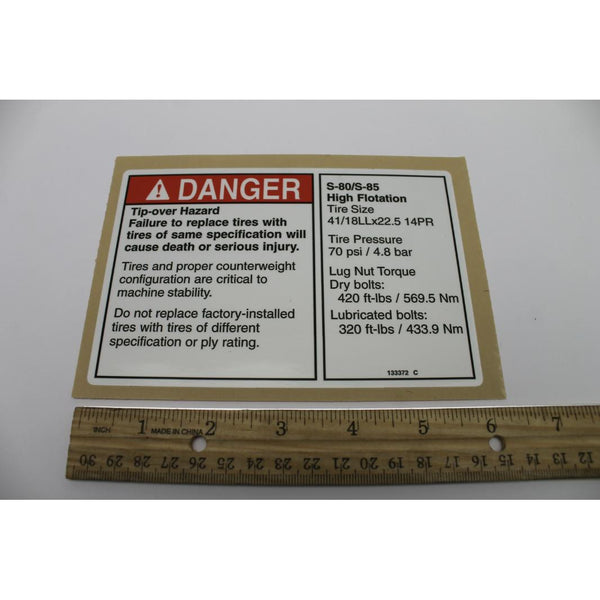 DANGER
Tip-over Hazard
Failure to replace tires with
tires of same specification will
cause death or serious injury.
Tires and proper counterweight
configuration are critical to
machine stability.
Do not replace factory-installed
tires with tires of different
specification or ply rating.
S-80/S-85
High Flotation
Tire Size
41/18LLx22.5 14PR
Tire Pressure
70 psi / 4.8 bar
Lug Nut Torque
Dry bolts:
420 ft-lbs / 569.5 Nm
Lubricated bolts:
320 ft-lbs / 433.9 Nm
133372 C
1 2 3 4 5 6 7
INCH MADE IN CHINA
30 29 28 27 26 25 24 23 22 21 20 19 18 17 16 15 14 13 12